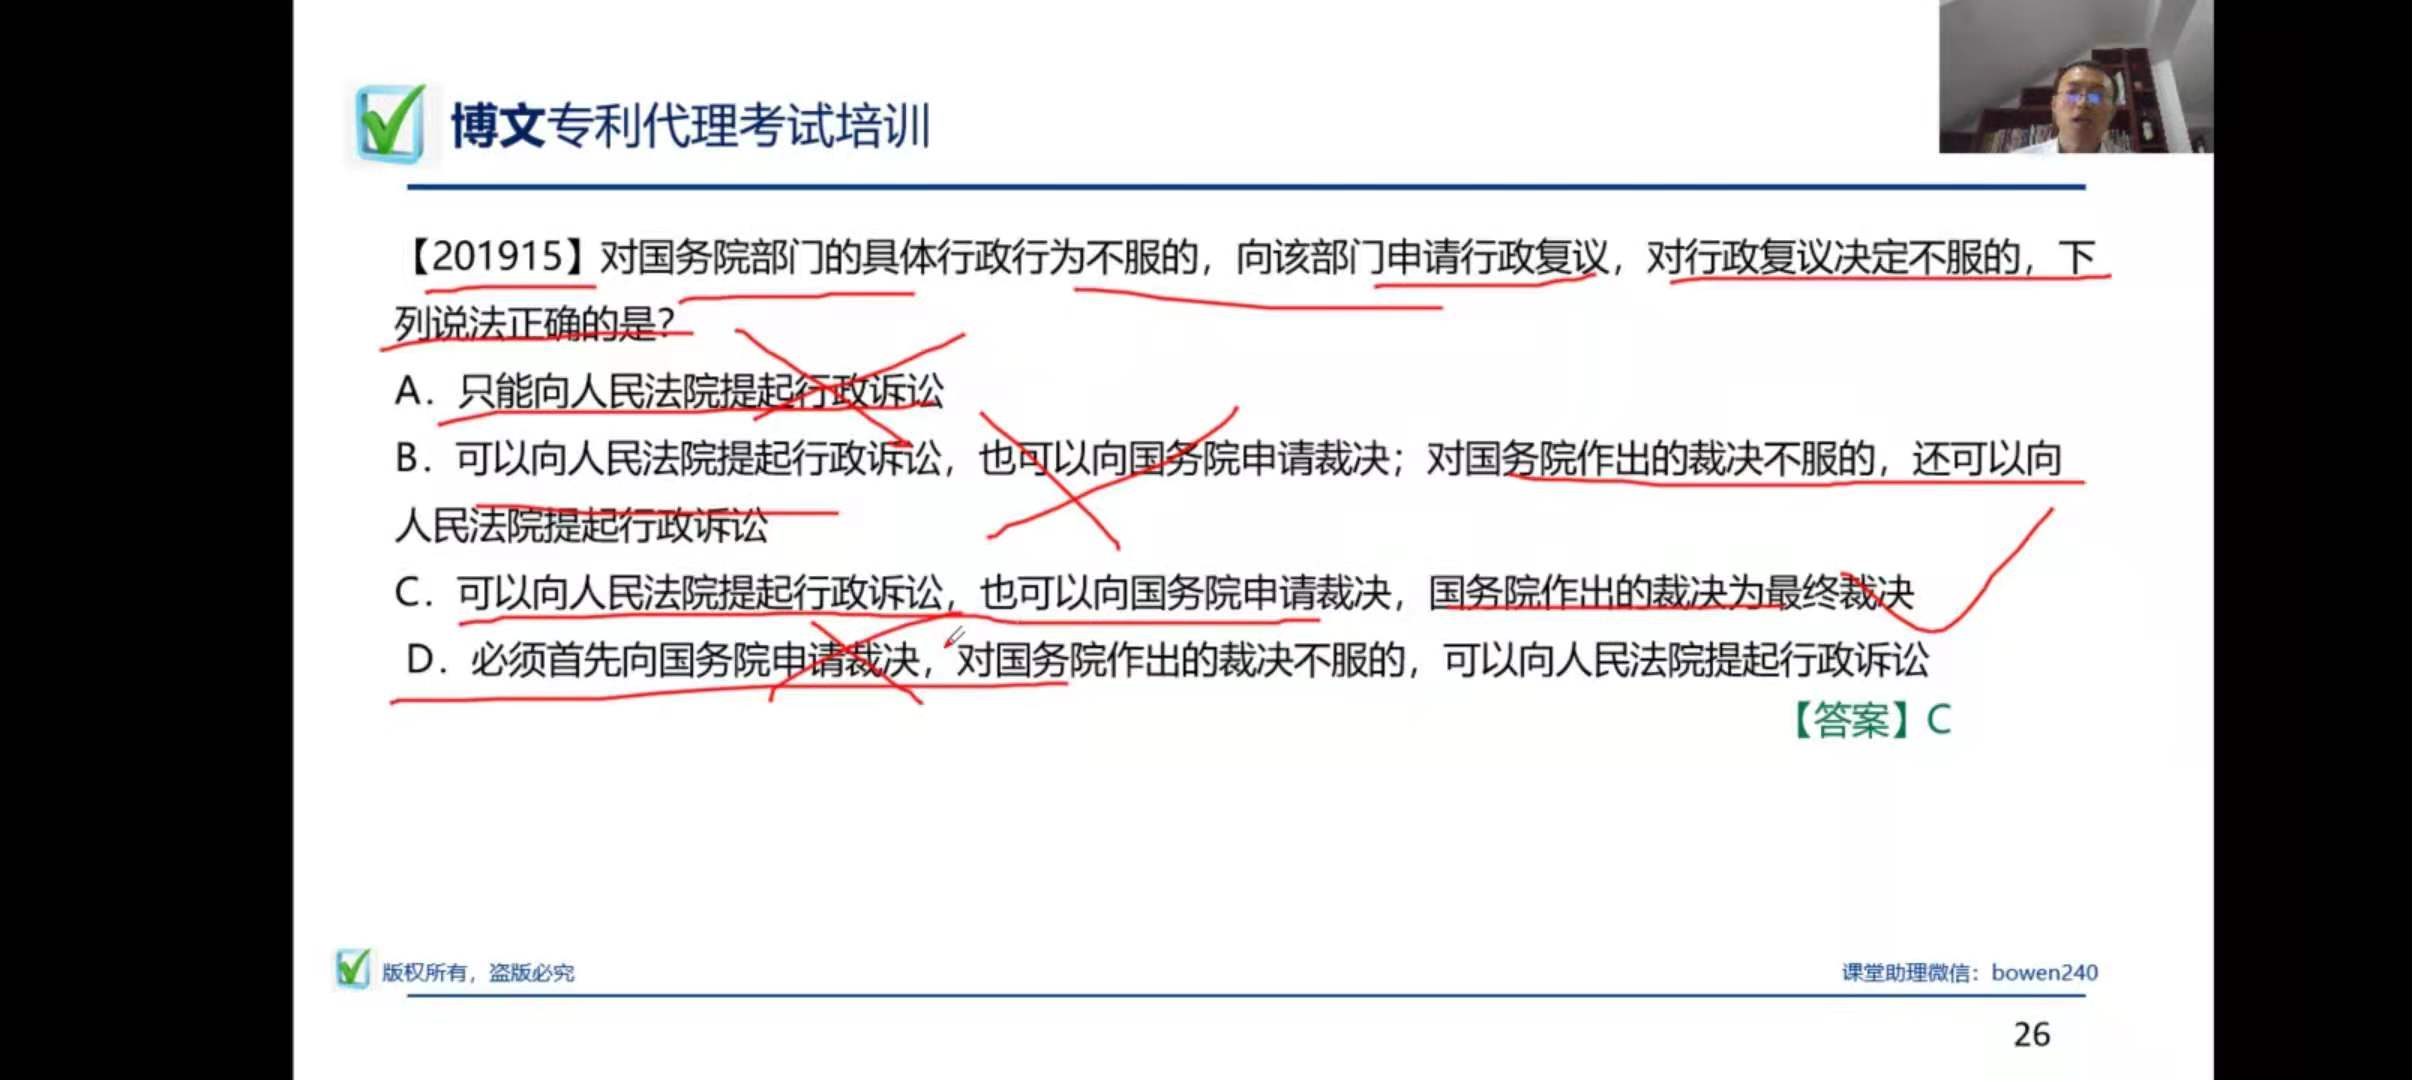 博文专利代理考试培训
【201915】对国务院部门的具体行政行为不服的，向该部门申请行政复议，对行政复议决定不服的，下
列说法正确的是？
A．只能向人民法院提起行政诉讼
B．可以向人民法院提起行政诉讼，也可以向国务院申请裁决；对国务院作出的裁决不服的，还可以向
人民法院提起行政诉讼
C．可以向人民法院提起行政诉讼，也可以向国务院申请裁决，国务院作出的裁决为最终裁决
D．必须首先向国务院申请裁决，对国务院作出的裁决不服的，可以向人民法院提起行政诉讼
【答案】C
版权所有，盗版必究
课堂助理微信：bowen240
26